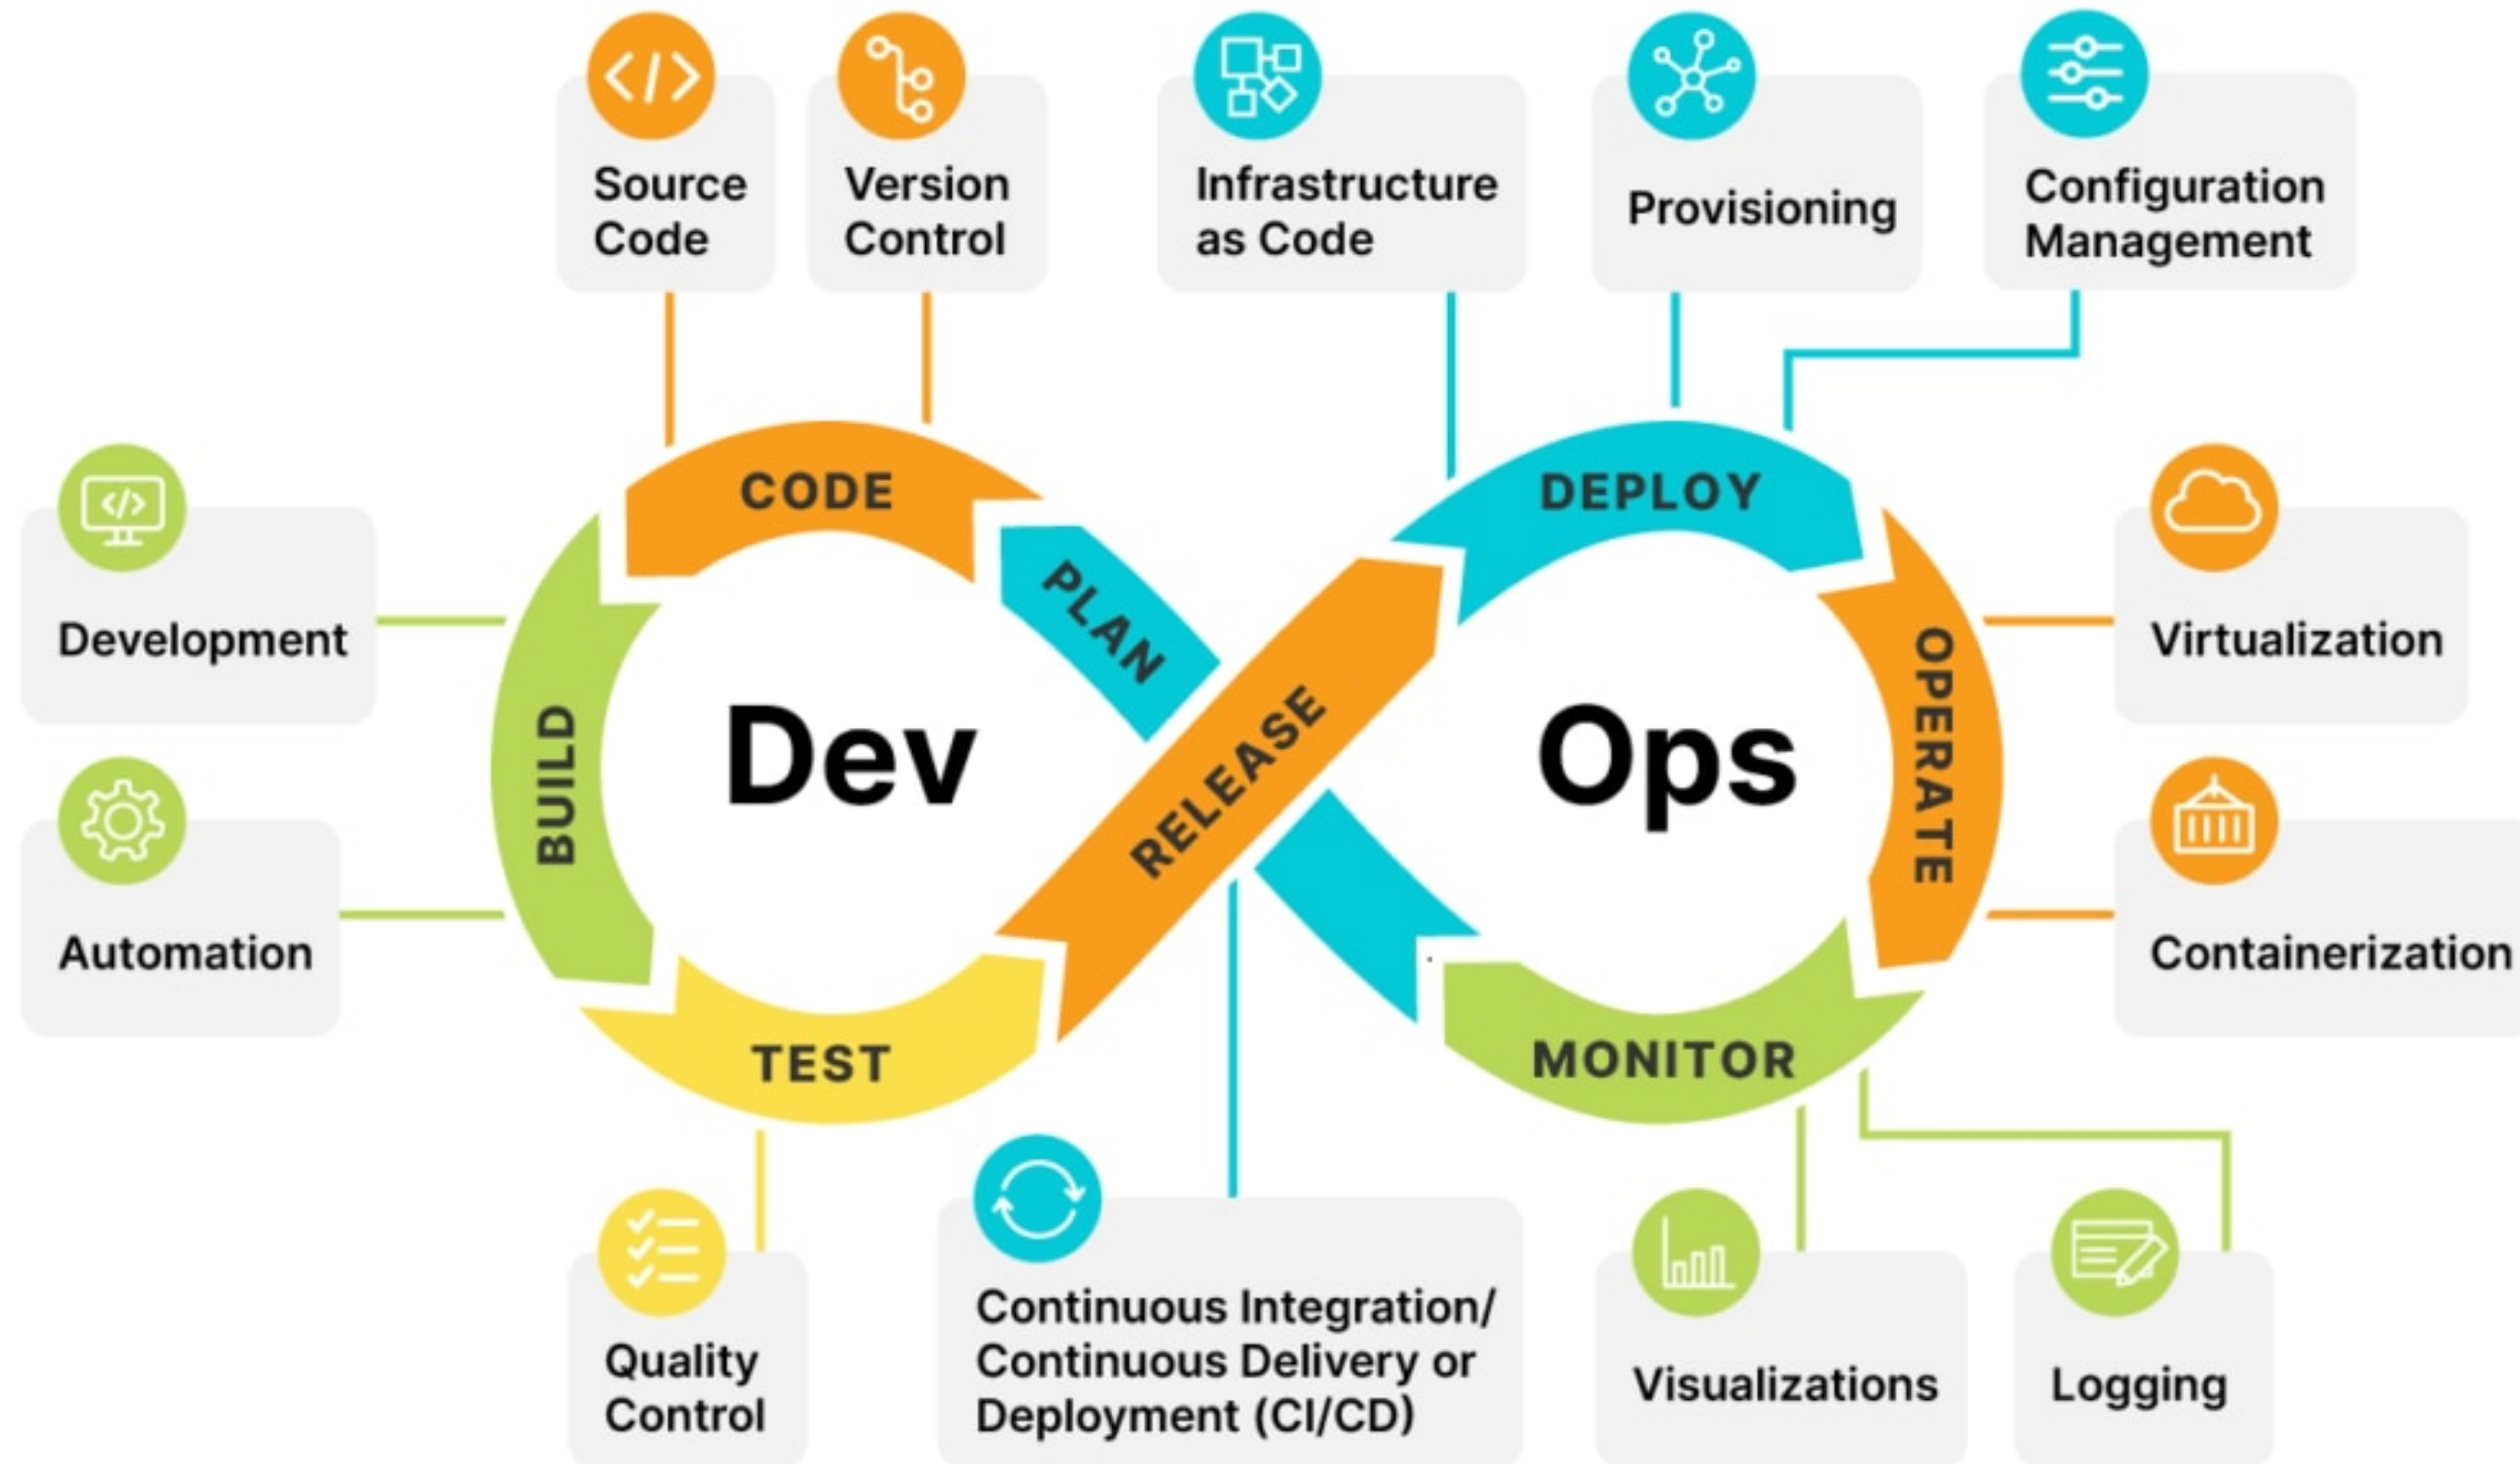 Source
Code
Version
Control
Infrastructure
as Code
Provisioning
Configuration
Management
CODE
DEPLOY
PLAN
Development
Virtualization
OPERATE
Dev
Ops
RELEASE
BUILD
Automation
Containerization
TEST
MONITOR
Quality
Control
Continuous Integration/
Continuous Delivery or
Deployment (CI/CD)
Visualizations
Logging